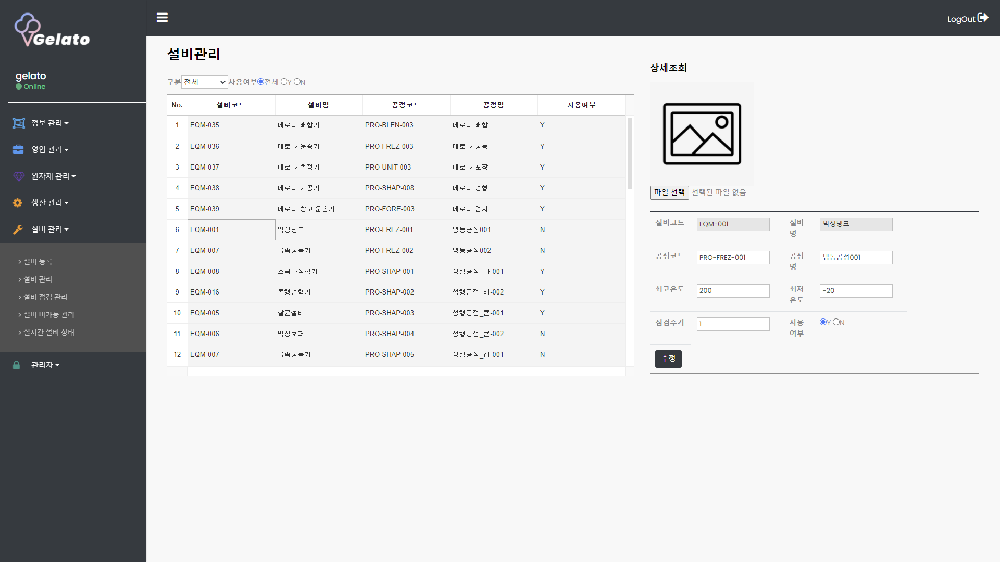 Gelato
LogOut
gelato
Online
정보 관리
영업 관리
원자재 관리
생산 관리
설비 관리
> 설비 등록
> 설비 관리
> 설비 점검 관리
> 설비 비가동 관리
> 실시간 설비 상태
관리자
설비관리
구분 전체 사용여부 전체 Y N
No. 설비코드 설비명 공정코드 공정명 사용여부
1 EQM-035 메로나 배합기 PRO-BLEN-003 메로나 배합 Y
2 EQM-036 메로나 운송기 PRO-FREZ-003 메로나 냉동 Y
3 EQM-037 메로나 측정기 PRO-UNIT-003 메로나 포장 Y
4 EQM-038 메로나 가공기 PRO-SHAP-008 메로나 성형 Y
5 EQM-039 메로나 창고 운송기 PRO-FORE-003 메로나 검사 Y
6 EQM-001 믹싱탱크 PRO-FREZ-001 냉동공정001 N
7 EQM-007 급속냉동기 PRO-FREZ-002 냉동공정002 N
8 EQM-008 스틱바성형기 PRO-SHAP-001 성형공정_바-001 Y
9 EQM-016 콘형성형기 PRO-SHAP-002 성형공정_바-002 Y
10 EQM-005 살균설비 PRO-SHAP-003 성형공정_콘-001 Y
11 EQM-006 믹싱호퍼 PRO-SHAP-004 성형공정_콘-002 N
12 EQM-007 급속냉동기 PRO-SHAP-005 성형공정_컵-001 N
상세조회
파일 선택 선택된 파일 없음
설비코드 EQM-001 설비
명 믹싱탱크
공정코드 PRO-FREZ-001 공정
명 냉동공정001
최고온도 200 최저
온도 -20
점검주기 1 사용
여부 Y N
수정